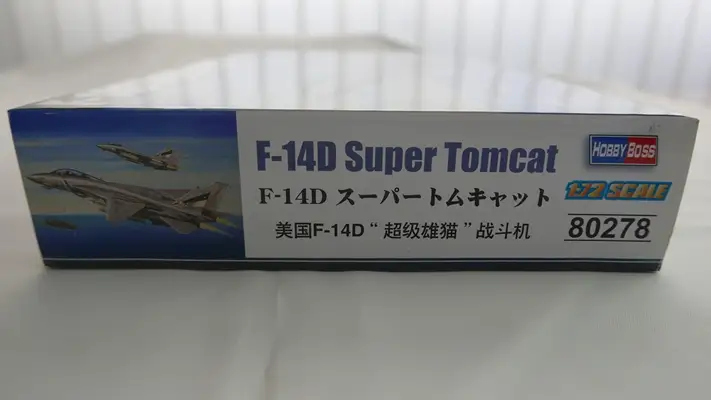 F-14D Super Tomcat
F-14D スーパートムキャット
美国F-14D“超级雄猫”战斗机
HOBBY BOSS
1:72 SCALE
80278